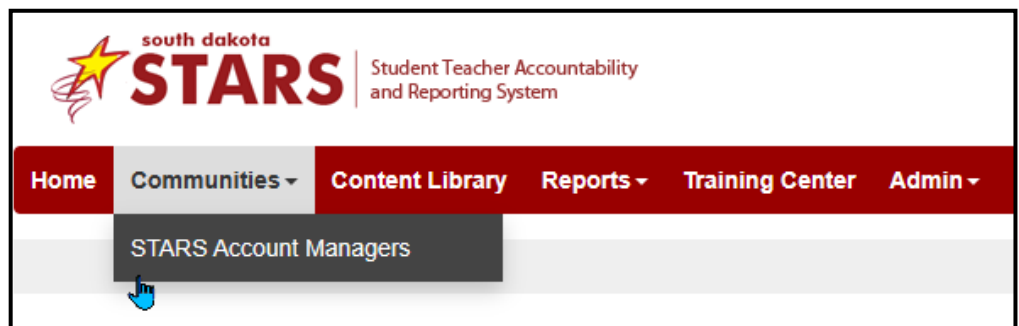 south dakota
STARS
Student Teacher Accountability
and Reporting System
Home Communities Content Library Reports Training Center Admin
STARS Account Managers